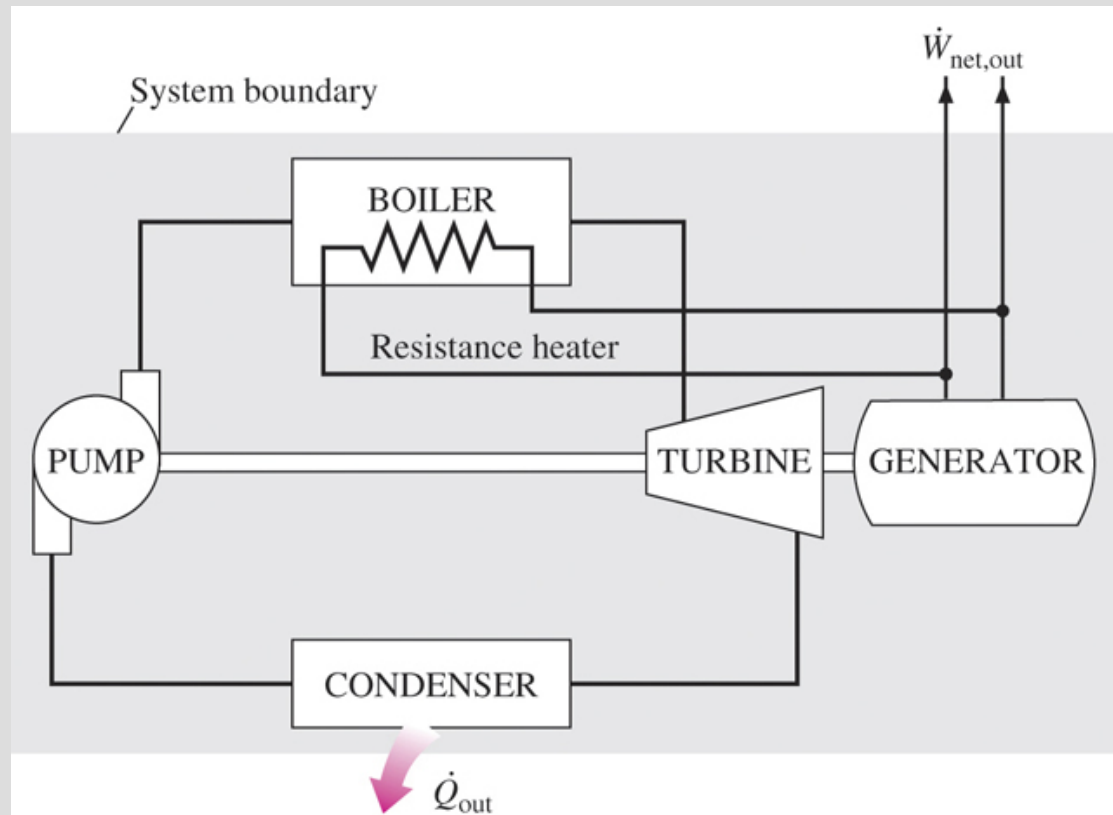 Ẇnet,out
System boundary
BOILER
Resistance heater
PUMP
TURBINE
GENERATOR
CONDENSER
Q̇out